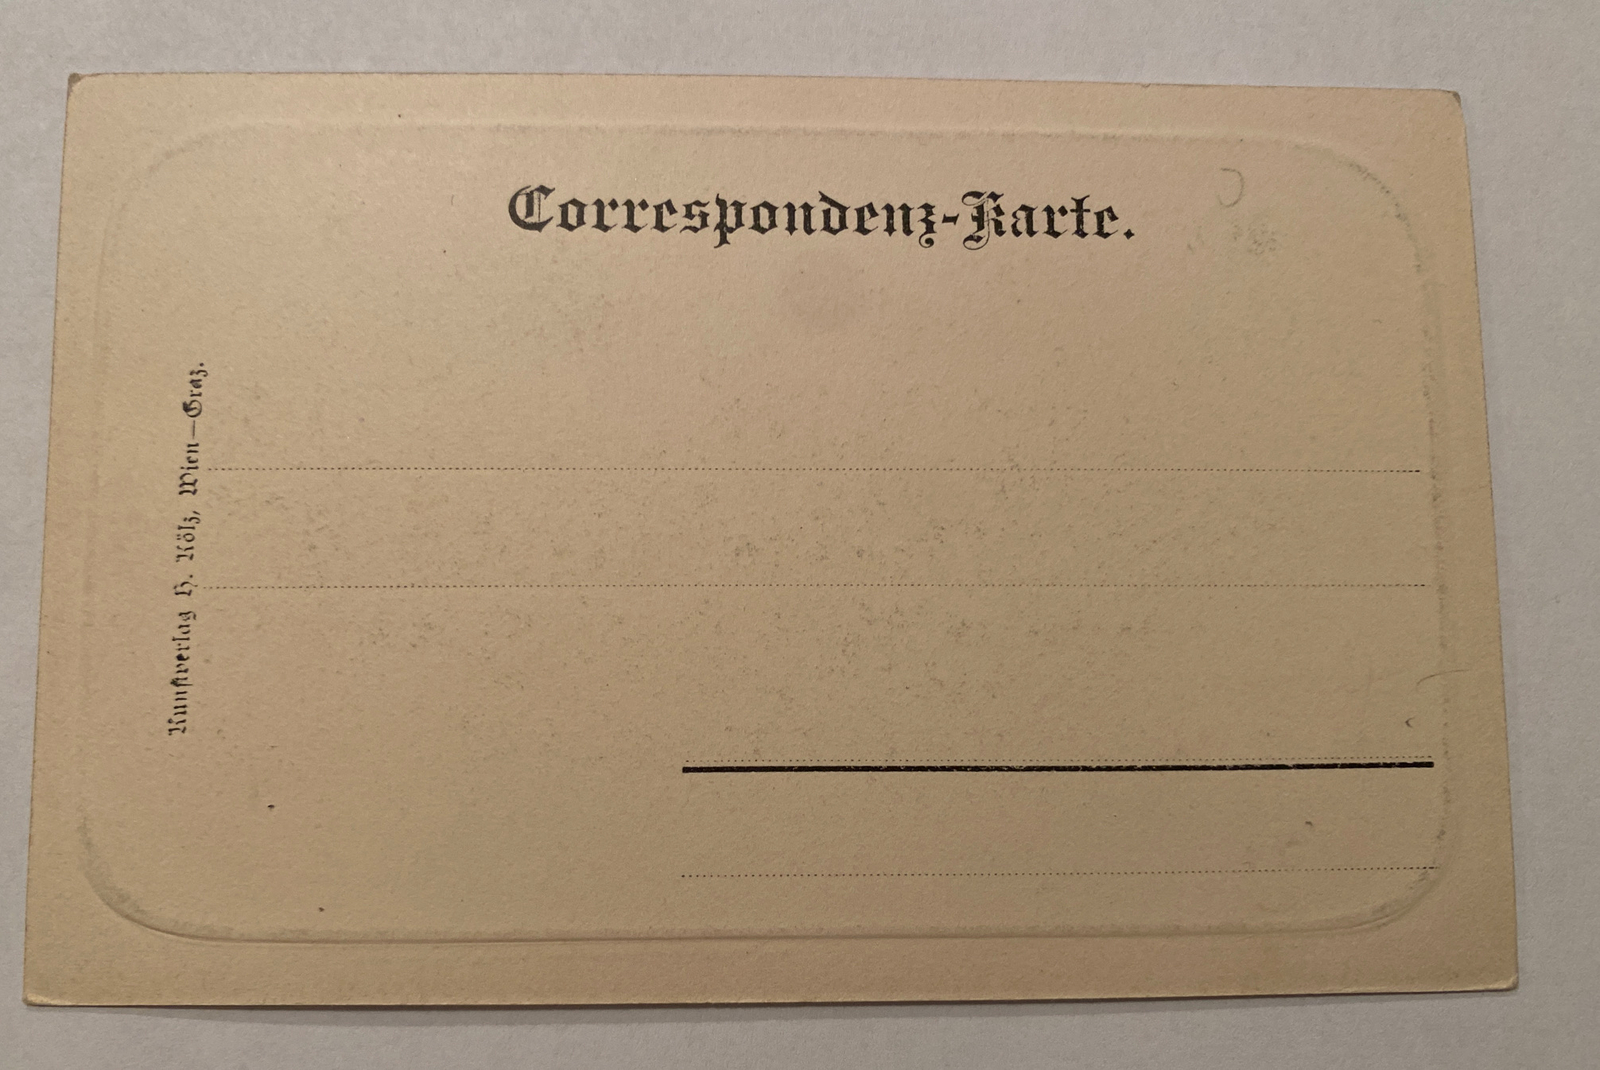 Correspondenz-Karte.
Kunstverlag H. Kölz, Wien—Graz.